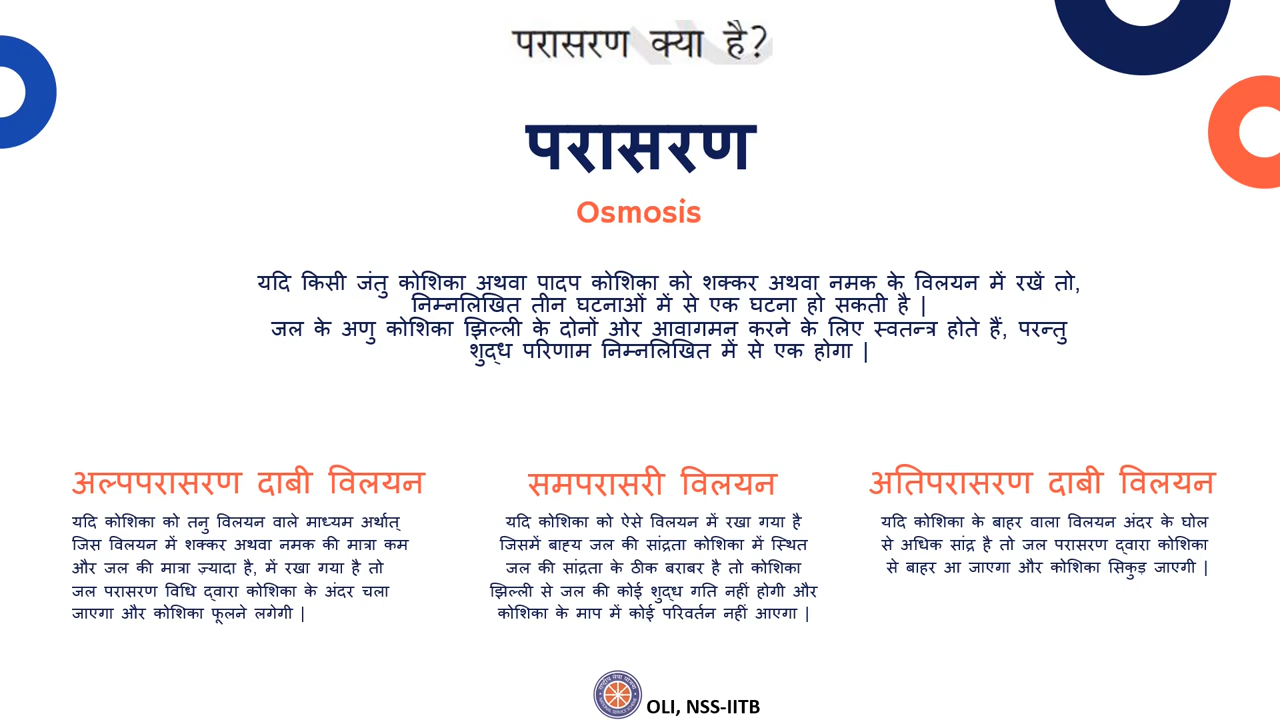 परासरण क्या है?
परासरण
Osmosis
यदि किसी जंतु कोशिका अथवा पादप कोशिका को शक्कर अथवा नमक के विलयन में रखें तो,
निम्नलिखित तीन घटनाओं में से एक घटना हो सकती है |
जल के अणु कोशिका झिल्ली के दोनों ओर आवागमन करने के लिए स्वतन्त्र होते हैं, परन्तु
शुद्ध परिणाम निम्नलिखित में से एक होगा |
अल्पपरासरण दाबी विलयन
यदि कोशिका को तनु विलयन वाले माध्यम अर्थात्
जिस विलयन में शक्कर अथवा नमक की मात्रा कम
और जल की मात्रा ज़्यादा है, में रखा गया है तो
जल परासरण विधि द्वारा कोशिका के अंदर चला
जाएगा और कोशिका फूलने लगेगी |
समपरासरी विलयन
यदि कोशिका को ऐसे विलयन में रखा गया है
जिसमें बाह्य जल की सांद्रता कोशिका में स्थित
जल की सांद्रता के ठीक बराबर है तो कोशिका
झिल्ली से जल की कोई शुद्ध गति नहीं होगी और
कोशिका के माप में कोई परिवर्तन नहीं आएगा |
अतिपरासरण दाबी विलयन
यदि कोशिका के बाहर वाला विलयन अंदर के घोल
से अधिक सांद्र है तो जल परासरण द्वारा कोशिका
से बाहर आ जाएगा और कोशिका सिकुड़ जाएगी |
OLI, NSS-IITB